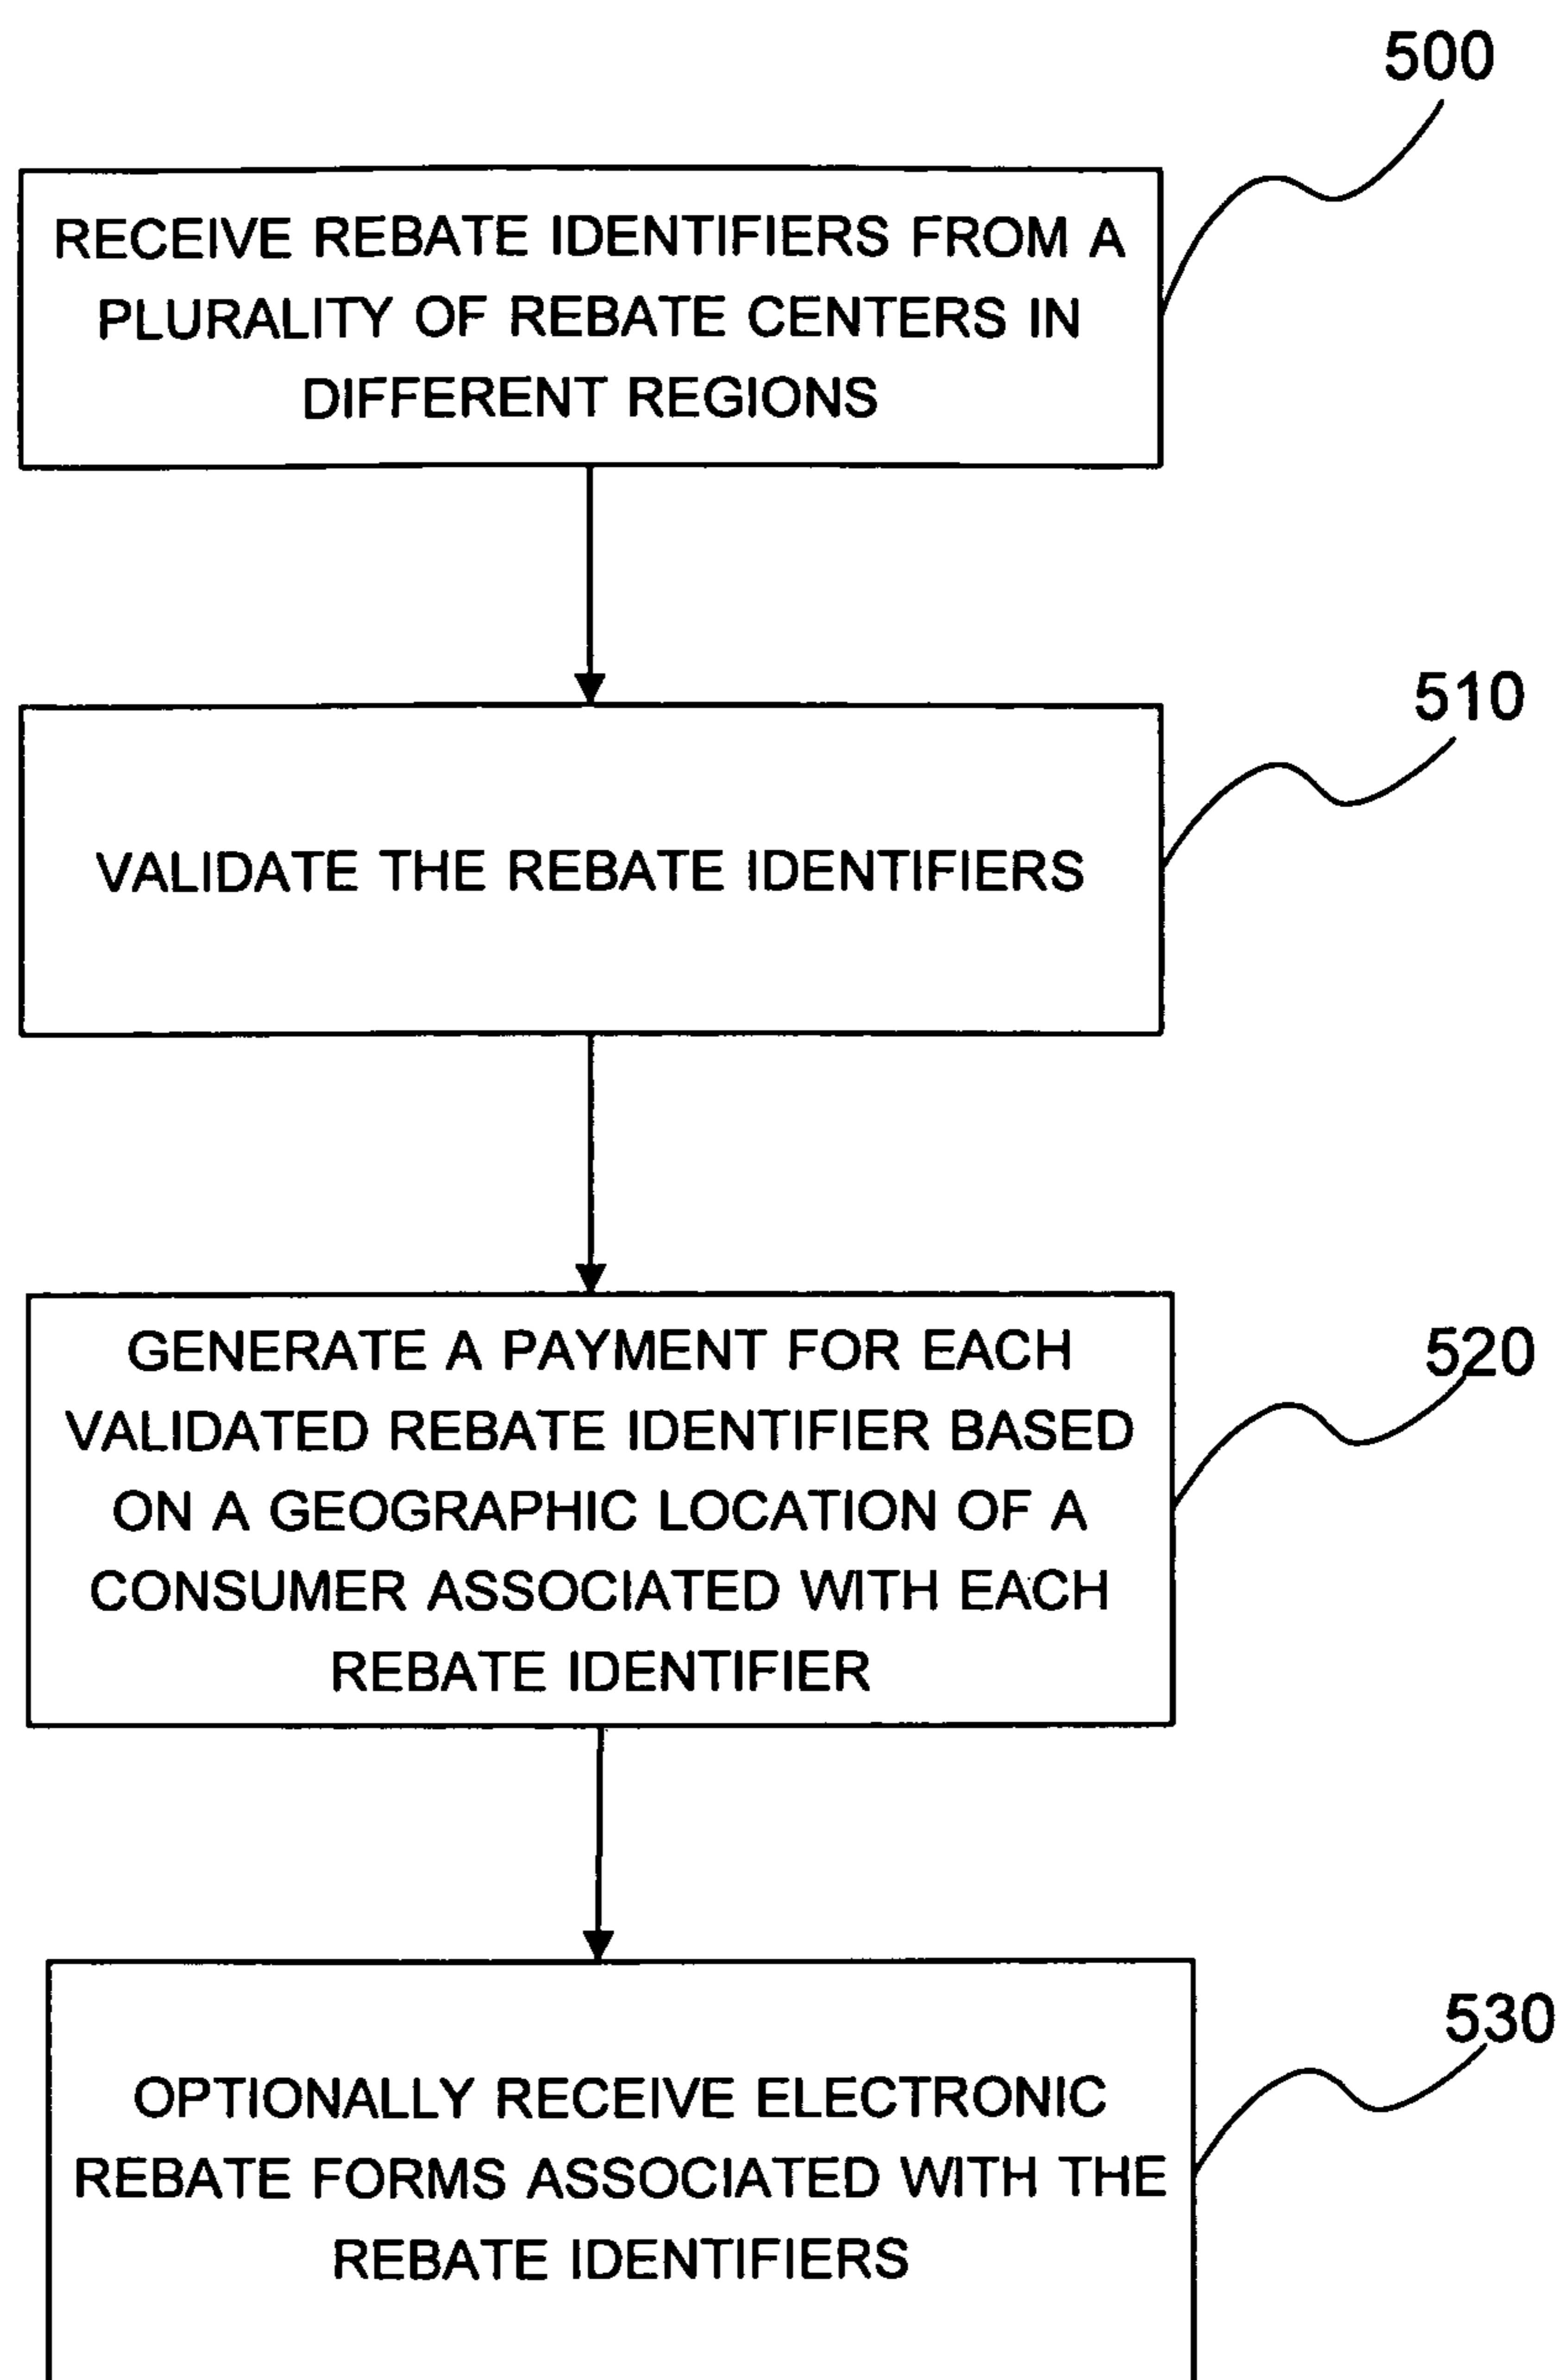 500
RECEIVE REBATE IDENTIFIERS FROM A
PLURALITY OF REBATE CENTERS IN
DIFFERENT REGIONS
510
VALIDATE THE REBATE IDENTIFIERS
520
GENERATE A PAYMENT FOR EACH
VALIDATED REBATE IDENTIFIER BASED
ON A GEOGRAPHIC LOCATION OF A
CONSUMER ASSOCIATED WITH EACH
REBATE IDENTIFIER
530
OPTIONALLY RECEIVE ELECTRONIC
REBATE FORMS ASSOCIATED WITH THE
REBATE IDENTIFIERS